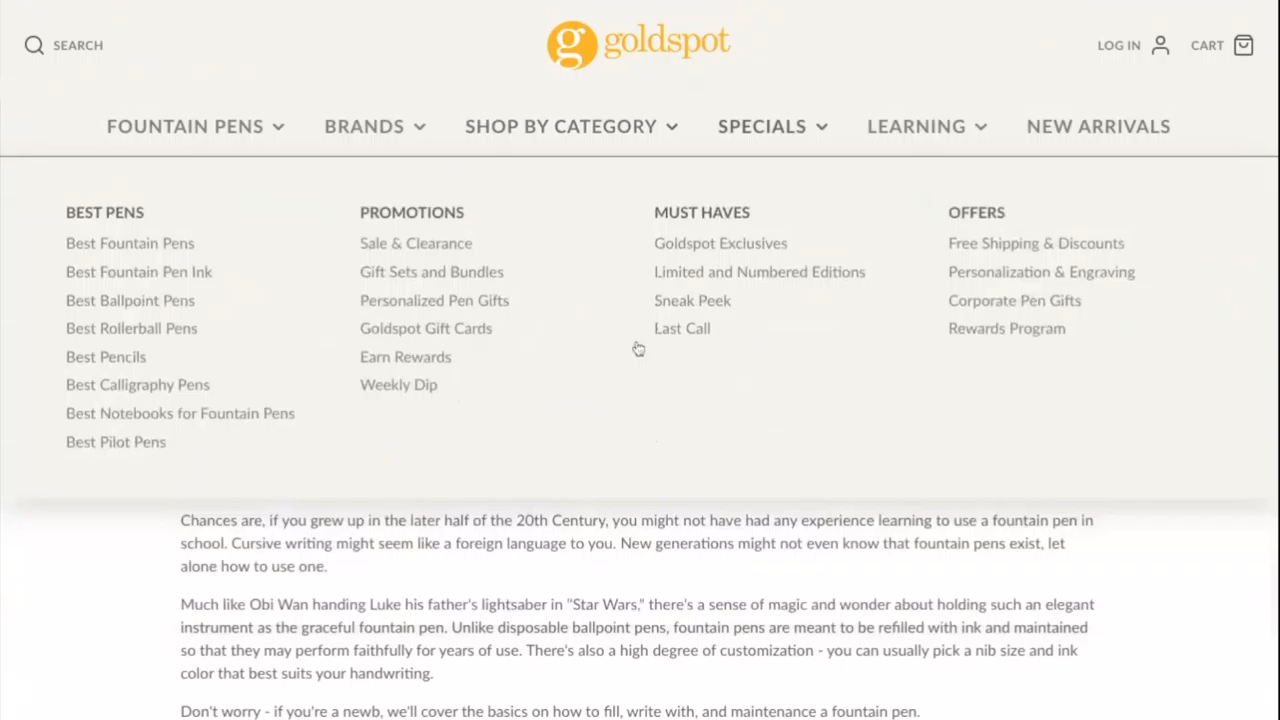 SEARCH
goldspot
LOG IN
CART
FOUNTAIN PENS
BRANDS
SHOP BY CATEGORY
SPECIALS
LEARNING
NEW ARRIVALS
BEST PENS
Best Fountain Pens
Best Fountain Pen Ink
Best Ballpoint Pens
Best Rollerball Pens
Best Pencils
Best Calligraphy Pens
Best Notebooks for Fountain Pens
Best Pilot Pens
PROMOTIONS
Sale & Clearance
Gift Sets and Bundles
Personalized Pen Gifts
Goldspot Gift Cards
Earn Rewards
Weekly Dip
MUST HAVES
Goldspot Exclusives
Limited and Numbered Editions
Sneak Peek
Last Call
OFFERS
Free Shipping & Discounts
Personalization & Engraving
Corporate Pen Gifts
Rewards Program
Chances are, if you grew up in the later half of the 20th Century, you might not have had any experience learning to use a fountain pen in
school. Cursive writing might seem like a foreign language to you. New generations might not even know that fountain pens exist, let
alone how to use one.
Much like Obi Wan handing Luke his father's lightsaber in "Star Wars," there's a sense of magic and wonder about holding such an elegant
instrument as the graceful fountain pen. Unlike disposable ballpoint pens, fountain pens are meant to be refilled with ink and maintained
so that they may perform faithfully for years of use. There's also a high degree of customization - you can usually pick a nib size and ink
color that best suits your handwriting.
Don't worry - if you're a newb, we'll cover the basics on how to fill, write with, and maintenance a fountain pen.